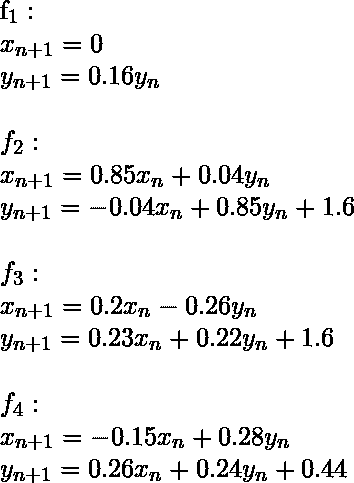 f₁ :
xₙ₊₁ = 0
yₙ₊₁ = 0.16yₙ
f₂ :
xₙ₊₁ = 0.85xₙ + 0.04yₙ
yₙ₊₁ = −0.04xₙ + 0.85yₙ + 1.6
f₃ :
xₙ₊₁ = 0.2xₙ − 0.26yₙ
yₙ₊₁ = 0.23xₙ + 0.22yₙ + 1.6
f₄ :
xₙ₊₁ = −0.15xₙ + 0.28yₙ
yₙ₊₁ = 0.26xₙ + 0.24yₙ + 0.44